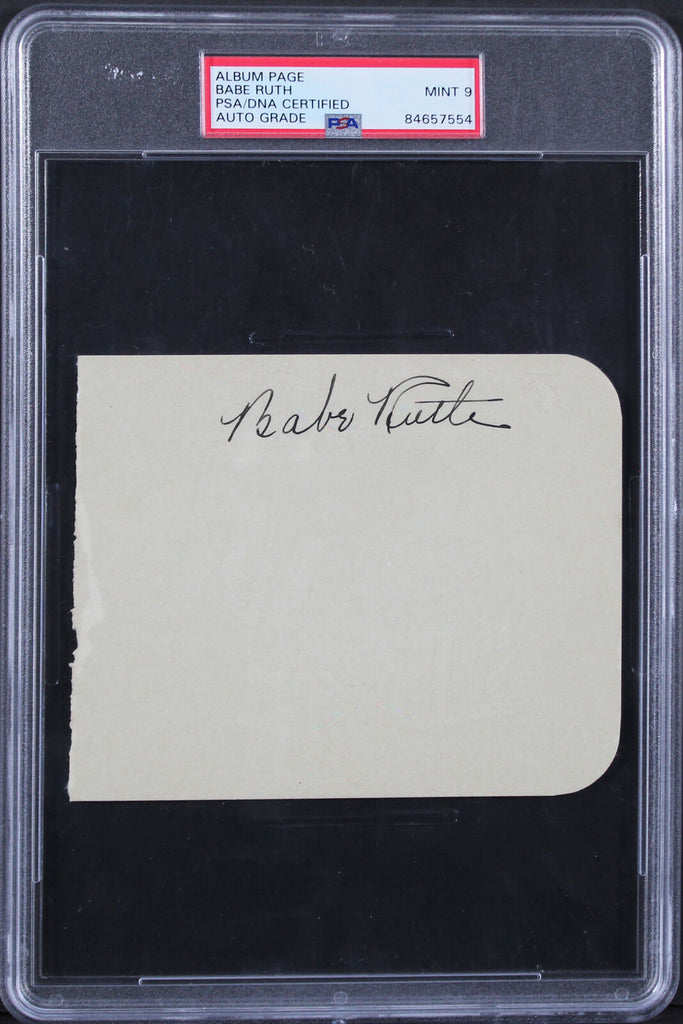 ALBUM PAGE
BABE RUTH MINT 9
PSA/DNA CERTIFIED
AUTO GRADE PSA 84657554
Babe Ruth